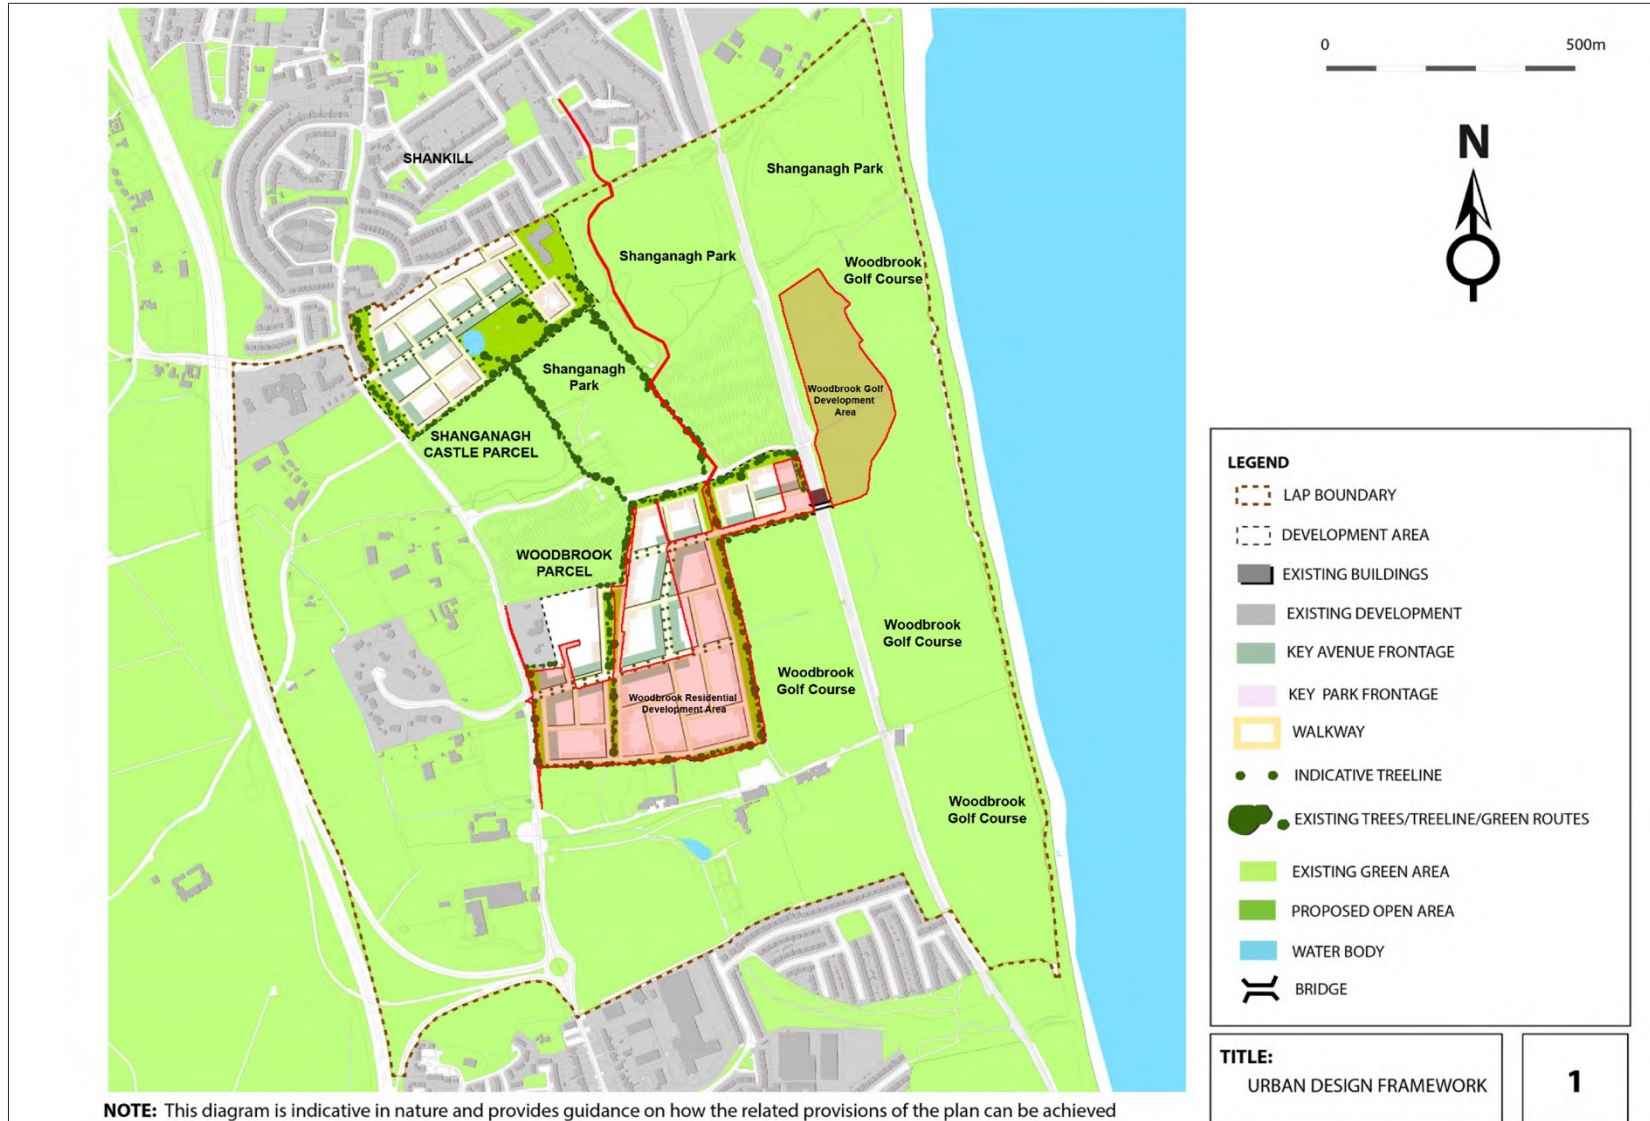 0 500m
N
SHANKILL
Shanganagh Park
Shanganagh Park
Woodbrook
Golf Course
Shanganagh
Park
Woodbrook Golf
Development
Area
SHANGANAGH
CASTLE PARCEL
WOODBROOK
PARCEL
Woodbrook
Golf Course
Woodbrook
Golf Course
Woodbrook Residential
Development Area
Woodbrook
Golf Course
LEGEND
LAP BOUNDARY
DEVELOPMENT AREA
EXISTING BUILDINGS
EXISTING DEVELOPMENT
KEY AVENUE FRONTAGE
KEY PARK FRONTAGE
WALKWAY
INDICATIVE TREELINE
EXISTING TREES/TREELINE/GREEN ROUTES
EXISTING GREEN AREA
PROPOSED OPEN AREA
WATER BODY
BRIDGE
TITLE:
URBAN DESIGN FRAMEWORK
1
NOTE: This diagram is indicative in nature and provides guidance on how the related provisions of the plan can be achieved